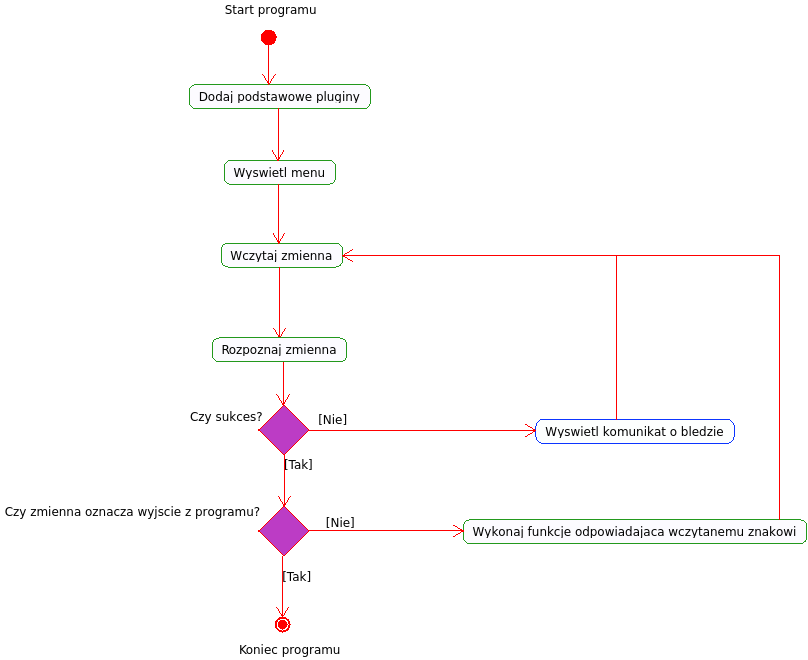 Start programu
Dodaj podstawowe pluginy
Wyswietl menu
Wczytaj zmienna
Rozpoznaj zmienna
Czy sukces?
[Nie]
Wyswietl komunikat o bledzie
[Tak]
Czy zmienna oznacza wyjscie z programu?
[Nie]
Wykonaj funkcje odpowiadajaca wczytanemu znakowi
[Tak]
Koniec programu